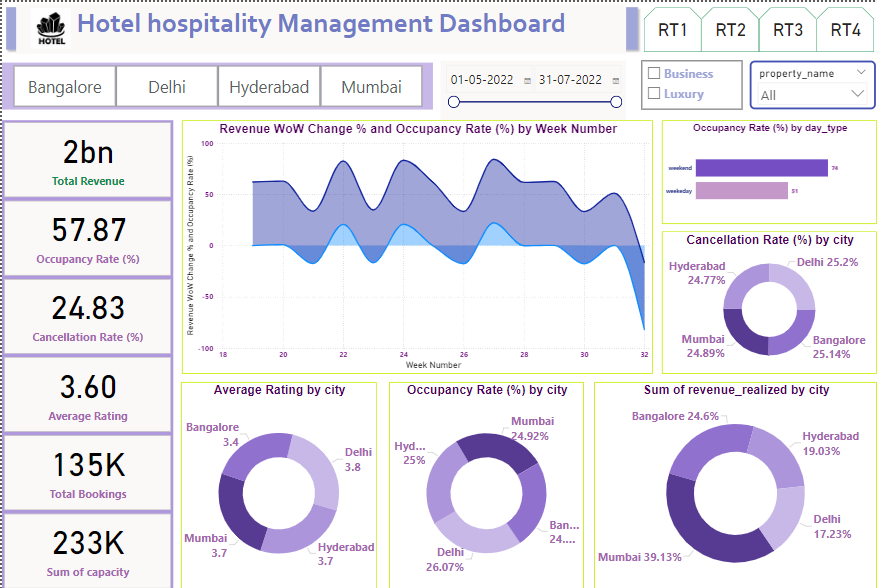 HOTEL
Hotel hospitality Management Dashboard
RT1
RT2
RT3
RT4
Bangalore
Delhi
Hyderabad
Mumbai
01-05-2022
31-07-2022
Business
Luxury
property_name
All
2bn
Total Revenue
57.87
Occupancy Rate (%)
24.83
Cancellation Rate (%)
3.60
Average Rating
135K
Total Bookings
233K
Sum of capacity
Revenue WoW Change % and Occupancy Rate (%) by Week Number
Revenue WoW Change % and Occupancy Rate (%)
100
50
0
-50
-100
18
20
22
24
26
28
30
32
Week Number
Occupancy Rate (%) by day_type
weekend
74
weekeday
51
Cancellation Rate (%) by city
Hyderabad
24.77%
Delhi 25.2%
Mumbai
24.89%
Bangalore
25.14%
Average Rating by city
Bangalore
3.4
Delhi
3.8
Mumbai
3.7
Hyderabad
3.7
Occupancy Rate (%) by city
Mumbai
24.92%
Hyd...
25%
Ban...
24....
Delhi
26.07%
Sum of revenue_realized by city
Bangalore 24.6%
Hyderabad
19.03%
Delhi
17.23%
Mumbai 39.13%